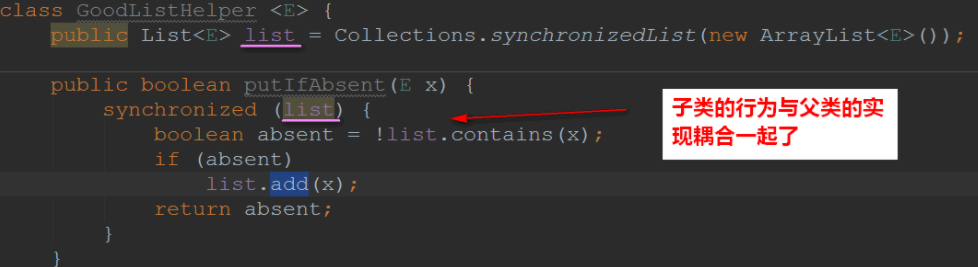 class GoodListHelper <E> {
public List<E> list = Collections.synchronizedList(new ArrayList<E>());
public boolean putIfAbsent(E x) {
synchronized (list) {
boolean absent = !list.contains(x);
if (absent)
list.add(x);
return absent;
}
}
子类的行为与父类的实
现耦合一起了